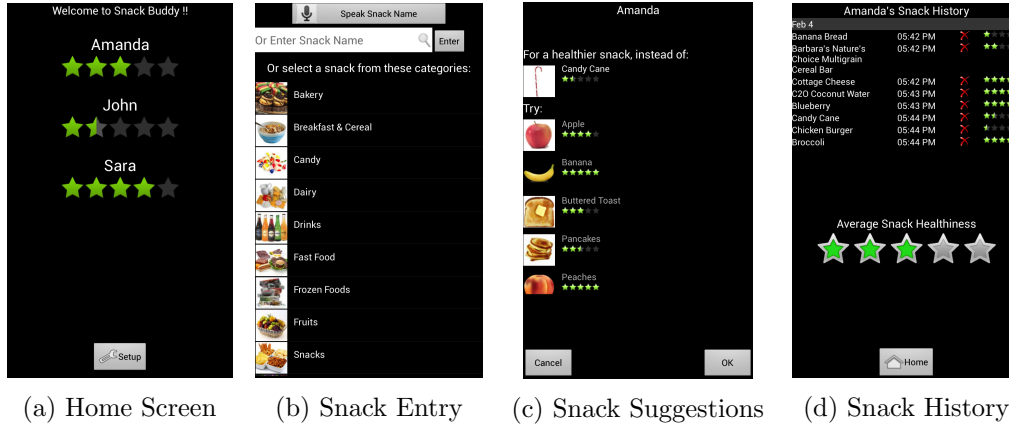 Welcome to Snack Buddy !!
Amanda
John
Sara
Setup
(a) Home Screen
Speak Snack Name
Or Enter Snack Name
Enter
Or select a snack from these categories:
Bakery
Breakfast & Cereal
Candy
Dairy
Drinks
Fast Food
Frozen Foods
Fruits
Snacks
(b) Snack Entry
Amanda
For a healthier snack, instead of:
Candy Cane
Try:
Apple
Banana
Buttered Toast
Pancakes
Peaches
Cancel
OK
(c) Snack Suggestions
Amanda's Snack History
Feb 4
Banana Bread 05:42 PM
Barbara's Nature's 05:42 PM
Choice Multigrain
Cereal Bar
Cottage Cheese 05:42 PM
C2O Coconut Water 05:43 PM
Blueberry 05:43 PM
Candy Cane 05:44 PM
Chicken Burger 05:44 PM
Broccoli 05:44 PM
Average Snack Healthiness
Home
(d) Snack History